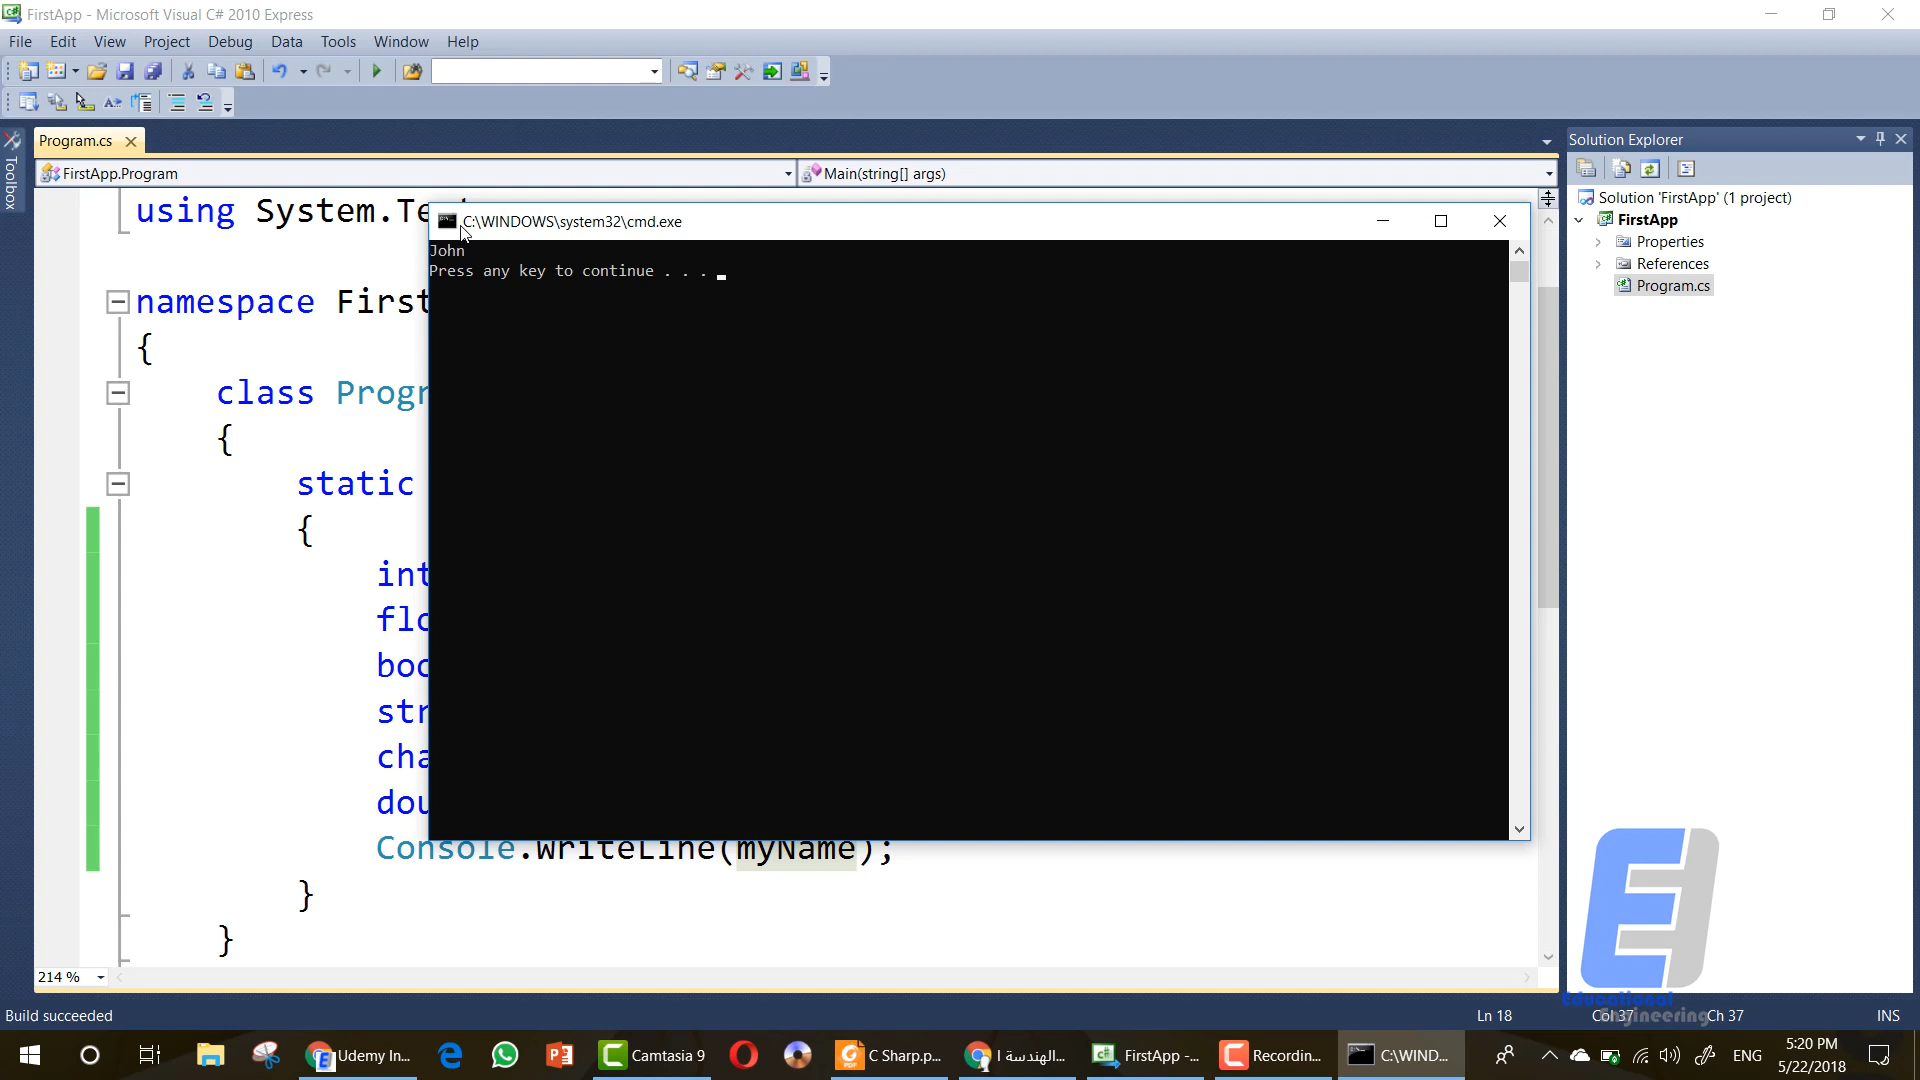 FirstApp - Microsoft Visual C# 2010 Express
File Edit View Project Debug Data Tools Window Help
Toolbox
Program.cs
FirstApp.Program
Main(string[] args)
using System.Te
namespace First
{
class Progr
{
static
{
int
flo
boo
str
cha
dou
Console.WriteLine(myName);
}
}
C:\WINDOWS\system32\cmd.exe
John
Press any key to continue . . .
Solution Explorer
Solution 'FirstApp' (1 project)
FirstApp
Properties
References
Program.cs
214 %
Educational
Engineering
Build succeeded
Ln 18
Col 37
Ch 37
INS
Udemy In...
Camtasia 9
C Sharp.p...
الهندسة ا...
FirstApp -...
Recordin...
C:\WIND...
ENG
5:20 PM
5/22/2018